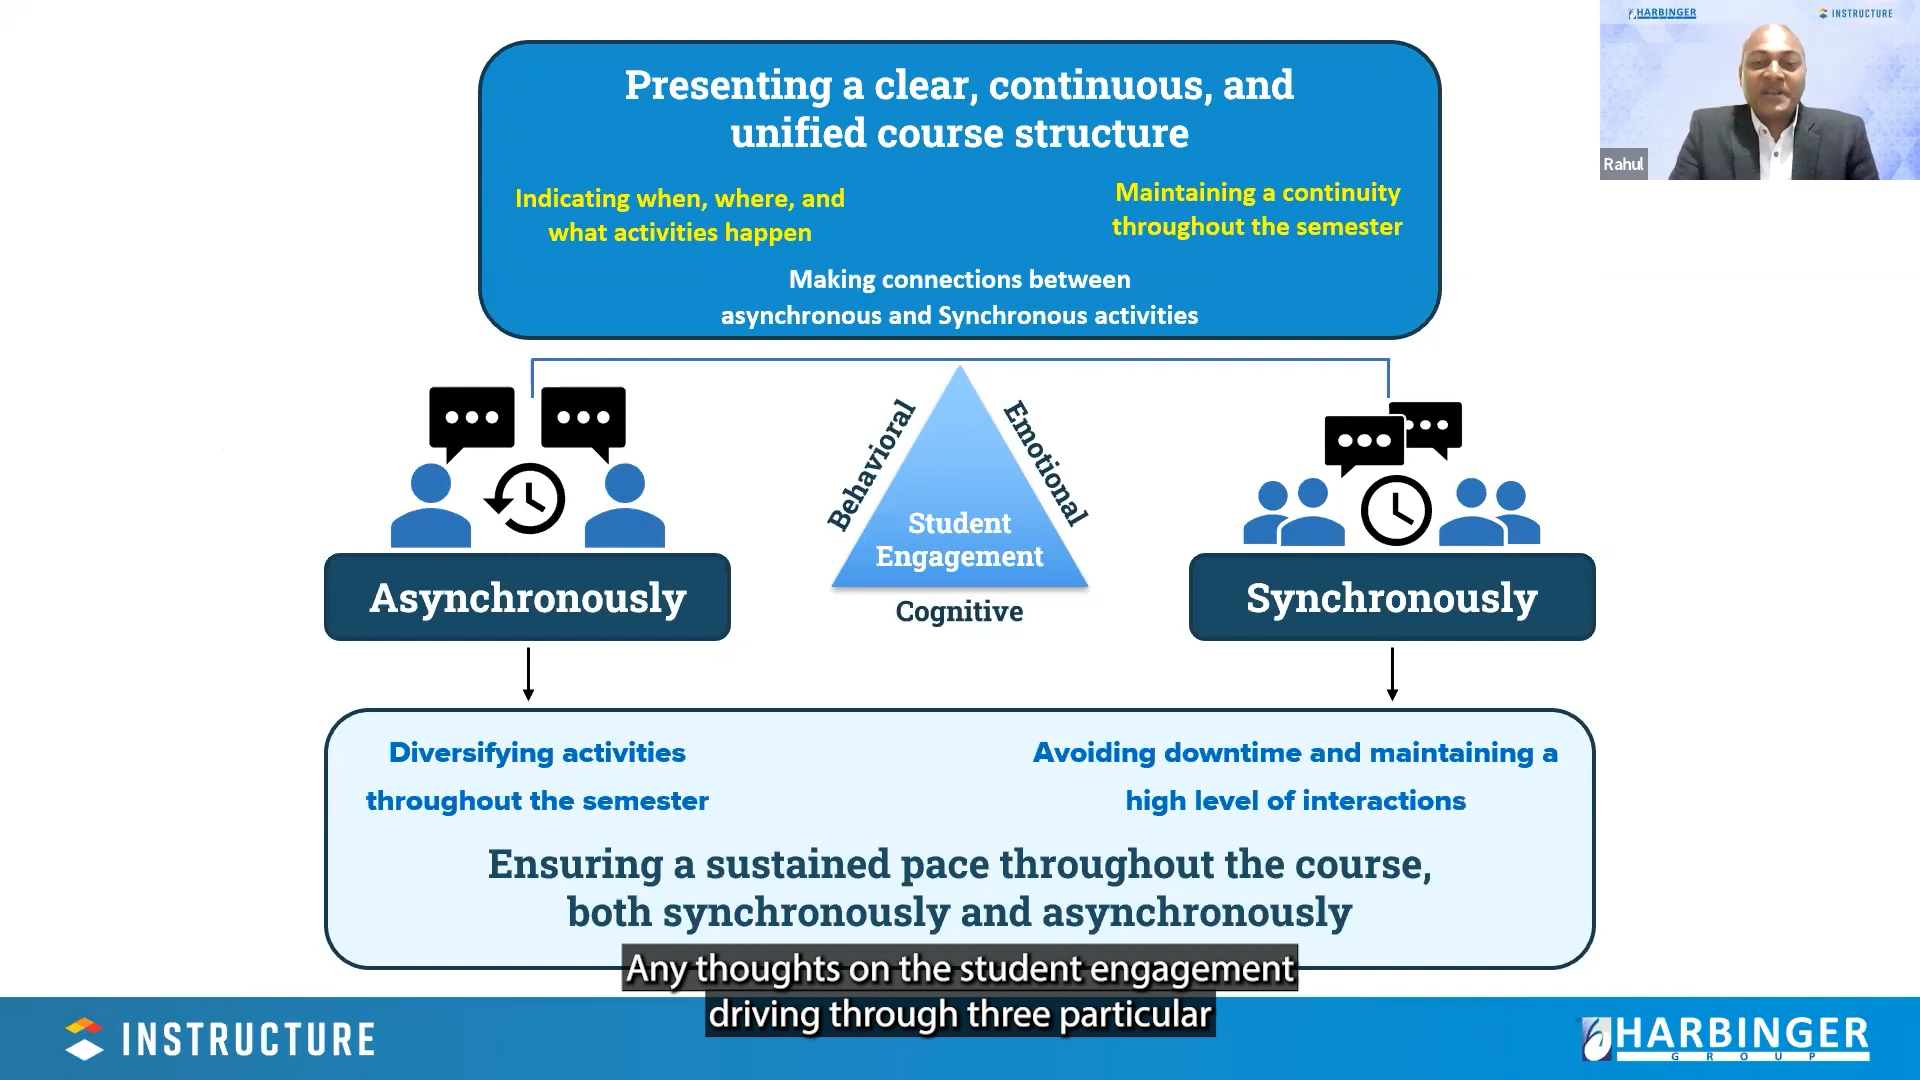 HARBINGER
INSTRUCTURE
Rahul
Presenting a clear, continuous, and
unified course structure
Indicating when, where, and
what activities happen
Maintaining a continuity
throughout the semester
Making connections between
asynchronous and Synchronous activities
Behavioral
Emotional
Student
Engagement
Cognitive
Asynchronously
Synchronously
Diversifying activities
throughout the semester
Avoiding downtime and maintaining a
high level of interactions
Ensuring a sustained pace throughout the course,
both synchronously and asynchronously
Any thoughts on the student engagement
driving through three particular
INSTRUCTURE
HARBINGER
GROUP